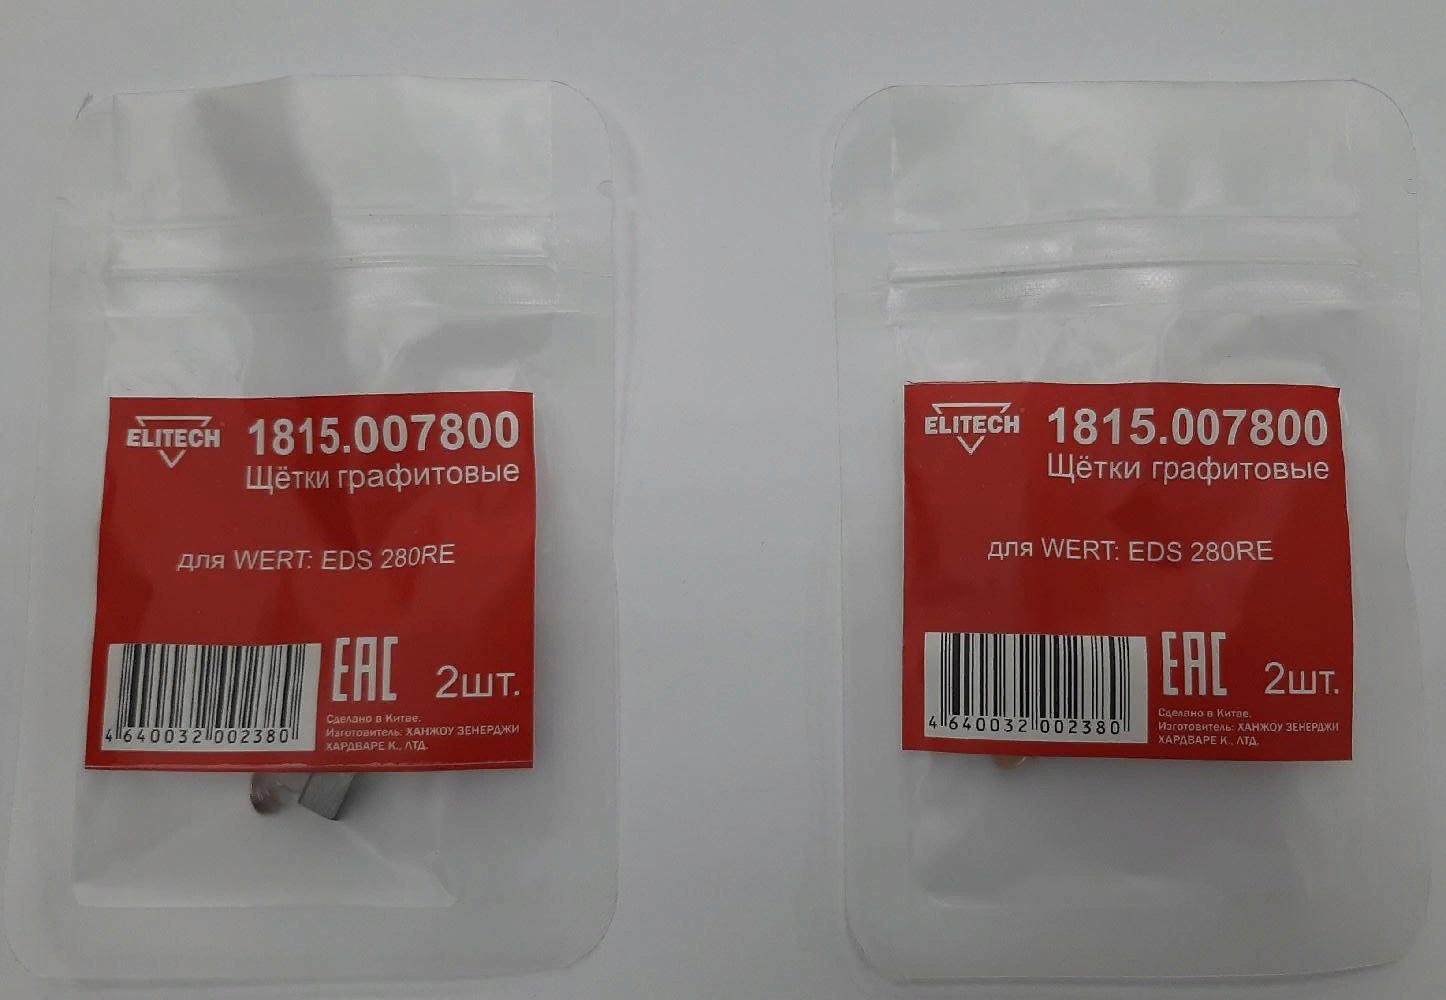 ELITECH
1815.007800
Щётки графитовые
для WERT: EDS 280RE
4 640032 002380
EAC
2шт.
Сделано в Китае.
Изготовитель: ХАНЖОУ ЗЕНЕРДЖИ
ХАРДВАРЕ К., ЛТД.
ELITECH
1815.007800
Щётки графитовые
для WERT: EDS 280RE
4 640032 002380
EAC
2шт.
Сделано в Китае.
Изготовитель: ХАНЖОУ ЗЕНЕРДЖИ
ХАРДВАРЕ К., ЛТД.